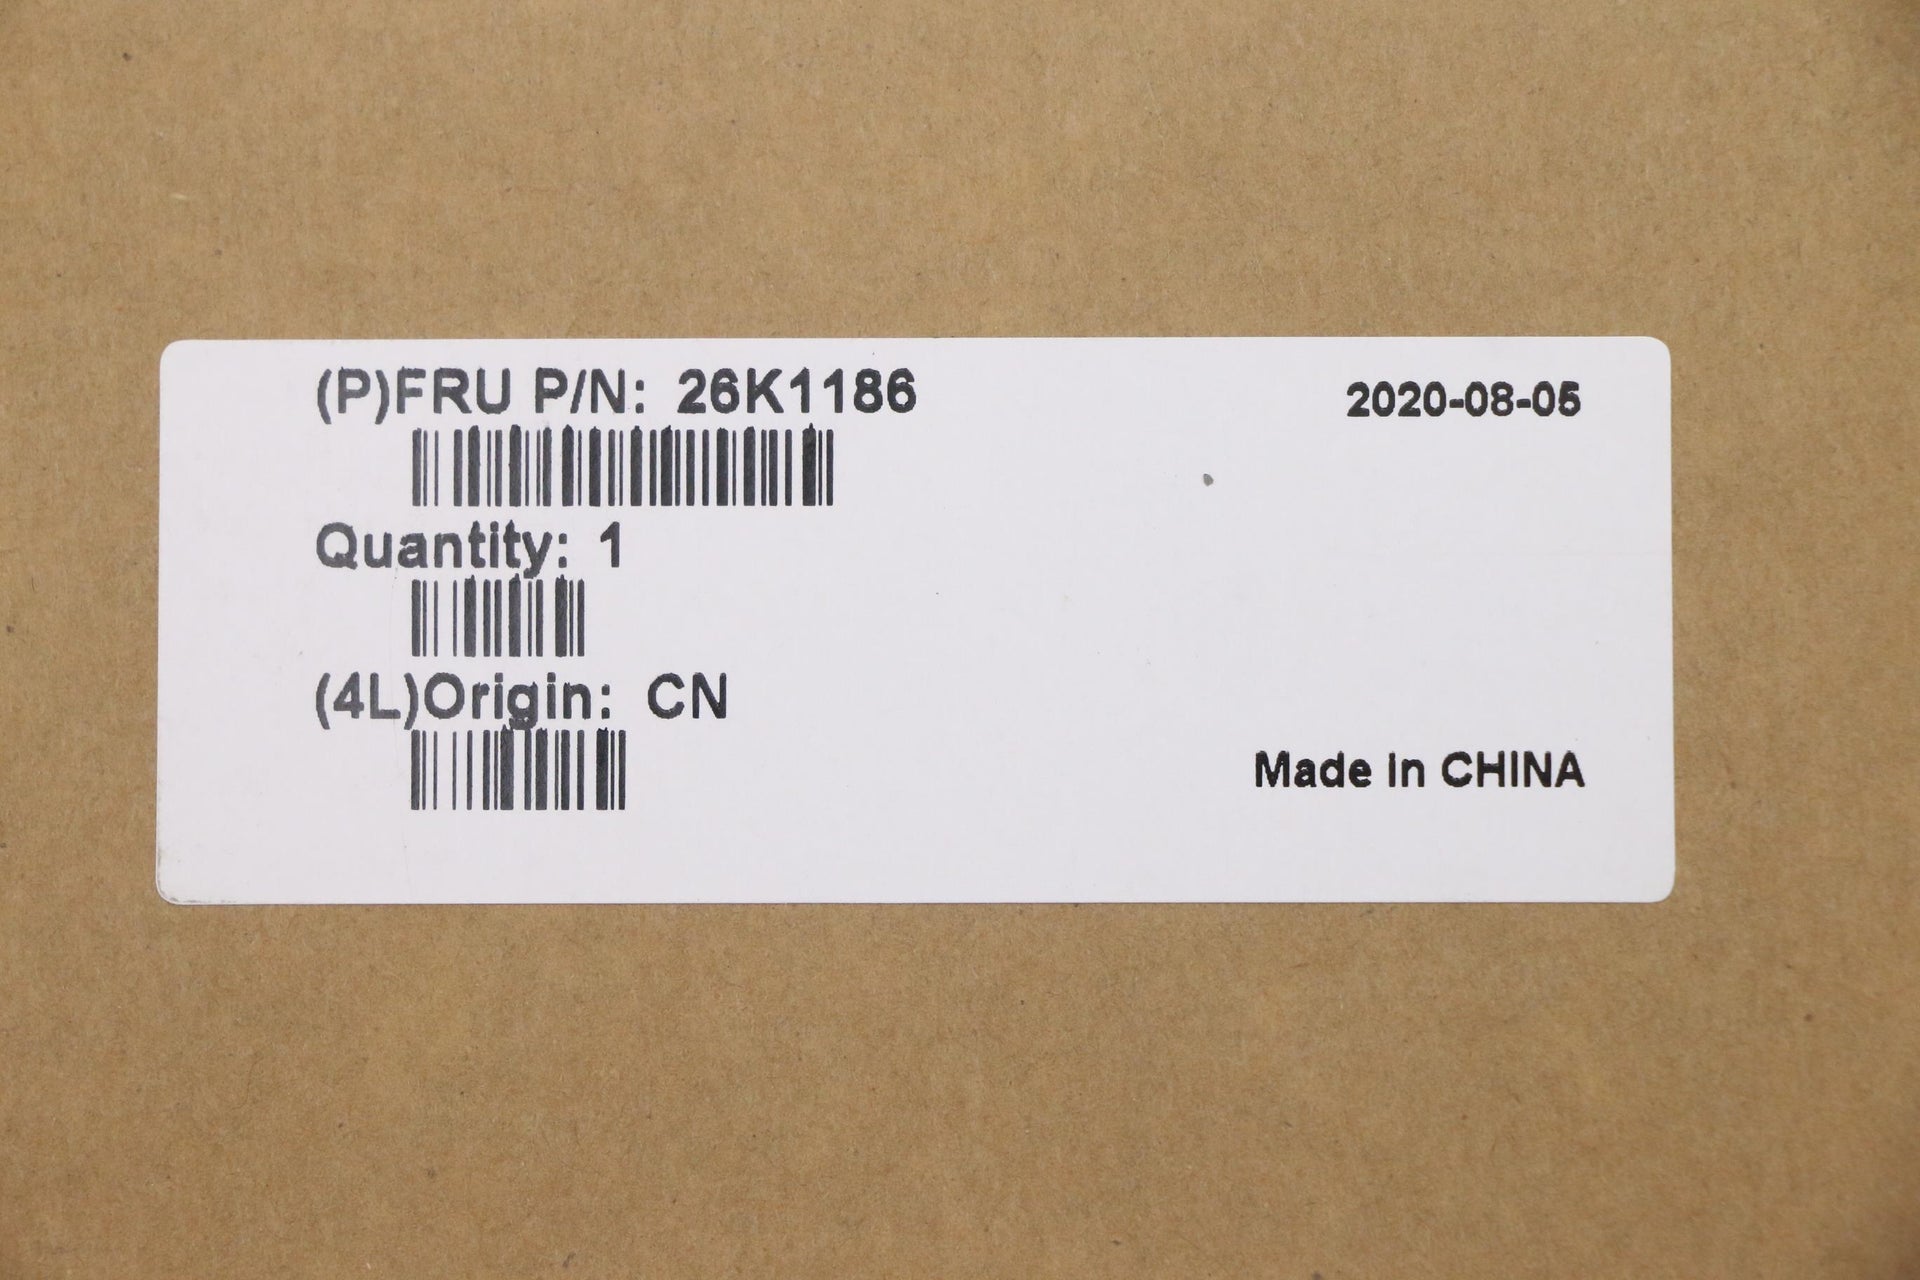 (P)FRU P/N: 26K1186
2020-08-05
Quantity: 1
(4L)Origin: CN
Made in CHINA